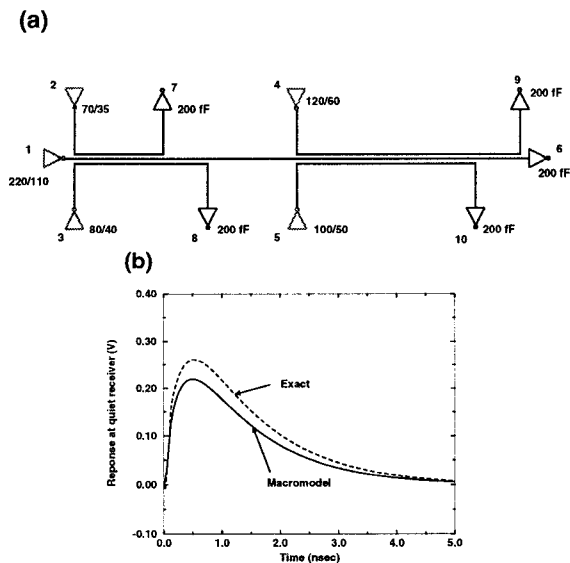 (a)
2
7
4
9
70/35
200 fF
120/60
200 fF
1
6
220/110
200 fF
3
80/40
8
200 fF
5
100/50
10
200 fF
(b)
0.40
0.30
0.20
0.10
0.00
-0.10
Reponse at quiet receiver (V)
Exact
Macromodel
0.0
1.0
2.0
3.0
4.0
5.0
Time (nsec)